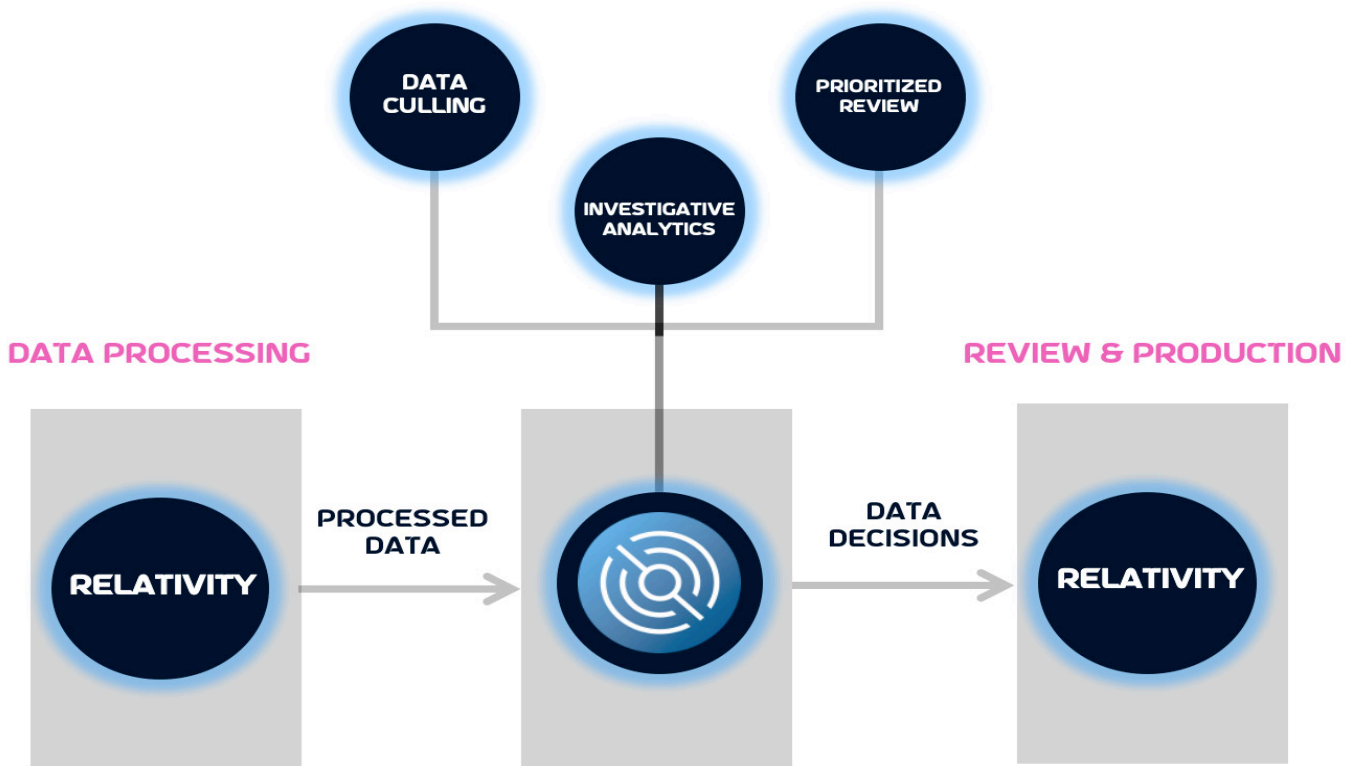 DATA
CULLING
PRIORITIZED
REVIEW
INVESTIGATIVE
ANALYTICS
DATA PROCESSING
REVIEW & PRODUCTION
RELATIVITY
PROCESSED
DATA
DATA
DECISIONS
RELATIVITY